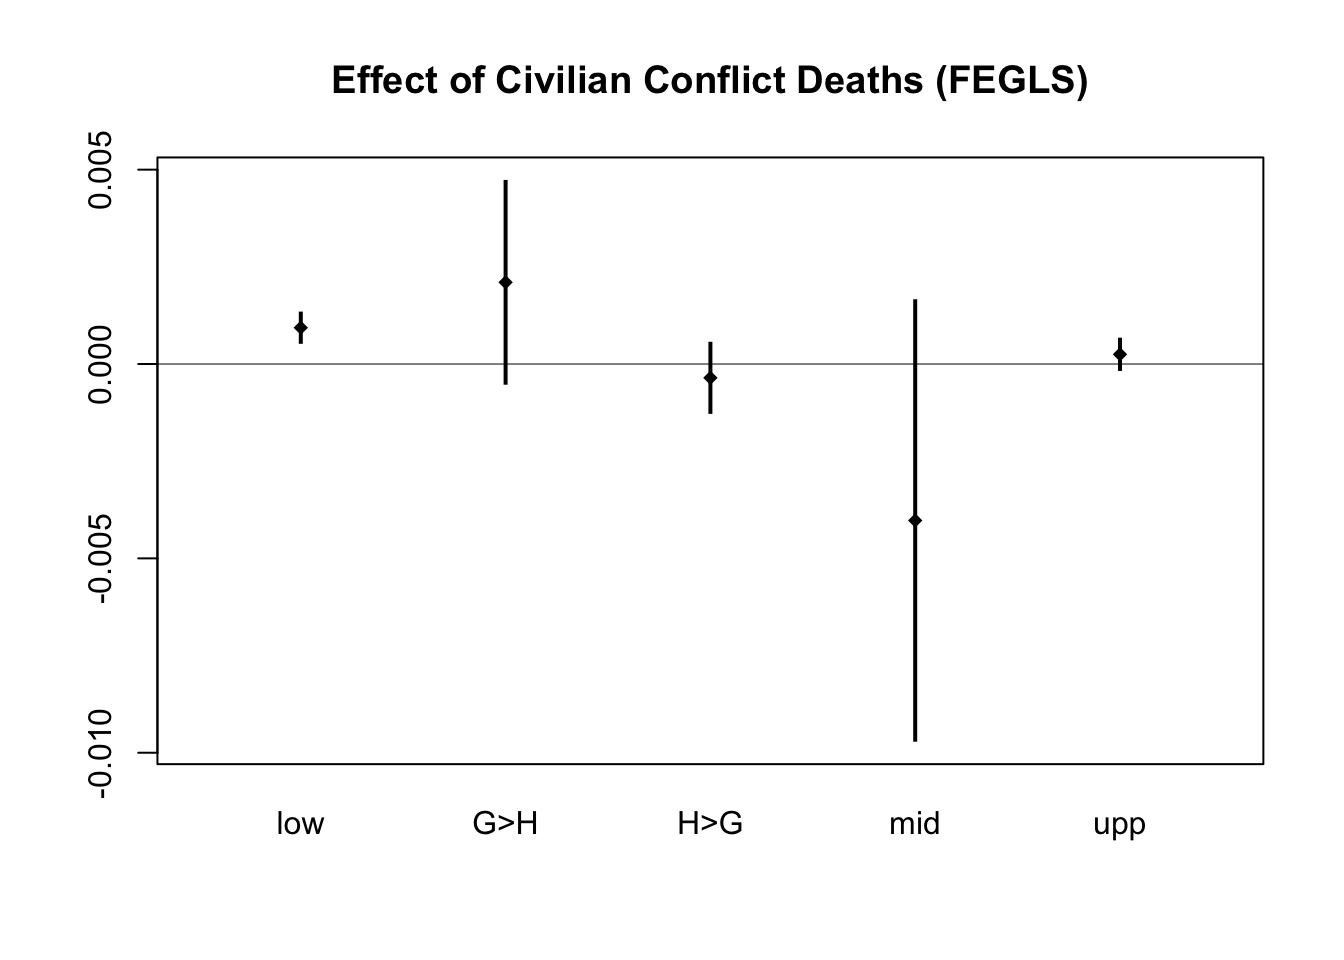 Effect of Civilian Conflict Deaths (FEGLS)
0.005
0.000
-0.005
-0.010
low G>H H>G mid upp